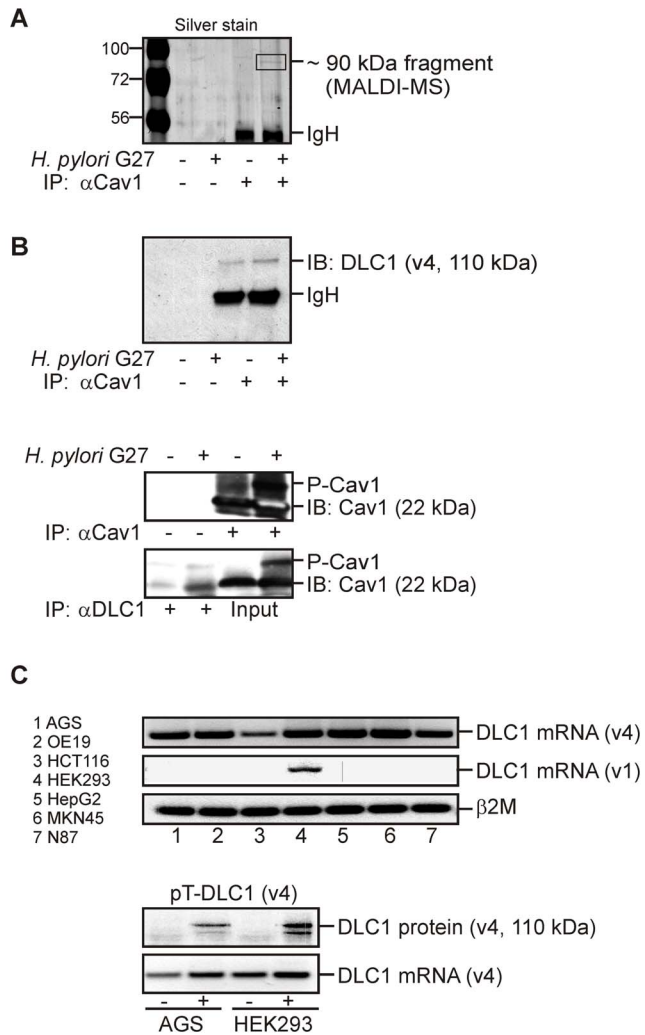 A
Silver stain
100
72
56
~ 90 kDa fragment
(MALDI-MS)
IgH
H. pylori G27 - + - +
IP: αCav1 - - + +
B
IB: DLC1 (v4, 110 kDa)
IgH
H. pylori G27 - + - +
IP: αCav1 - - + +
H. pylori G27 - + - +
P-Cav1
IB: Cav1 (22 kDa)
IP: αCav1 - - + +
P-Cav1
IB: Cav1 (22 kDa)
IP: αDLC1 + + Input
C
1 AGS
2 OE19
3 HCT116
4 HEK293
5 HepG2
6 MKN45
7 N87
DLC1 mRNA (v4)
DLC1 mRNA (v1)
β2M
1 2 3 4 5 6 7
pT-DLC1 (v4)
DLC1 protein (v4, 110 kDa)
DLC1 mRNA (v4)
- + - +
AGS HEK293